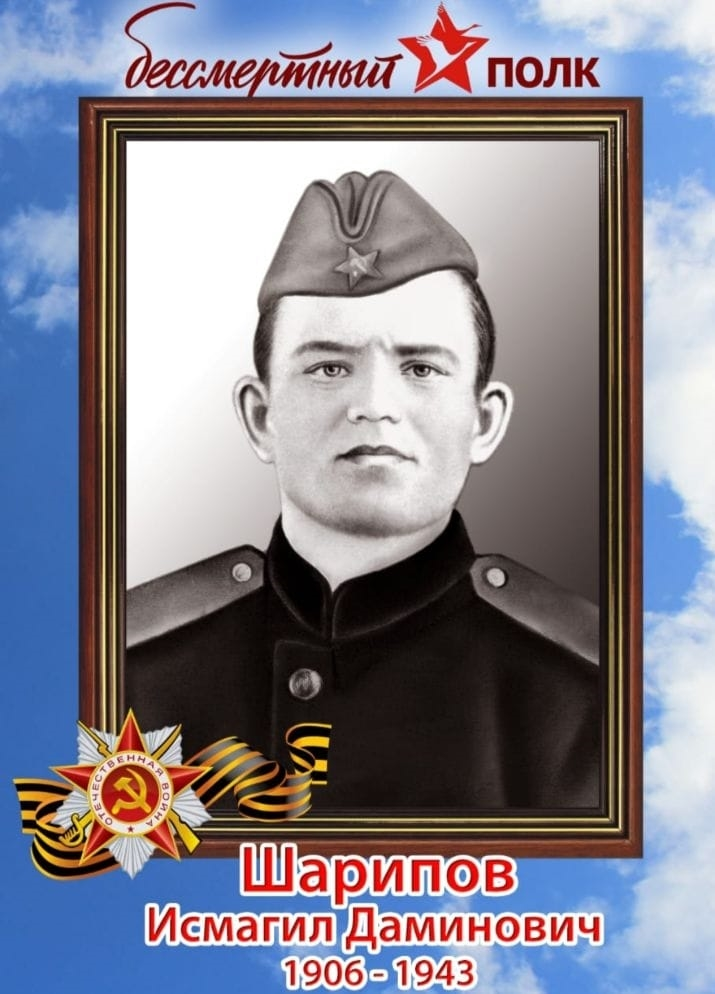 бессмертный полк
ОТЕЧЕСТВЕННАЯ ВОЙНА
Шарипов
Исмагил Даминович
1906 - 1943